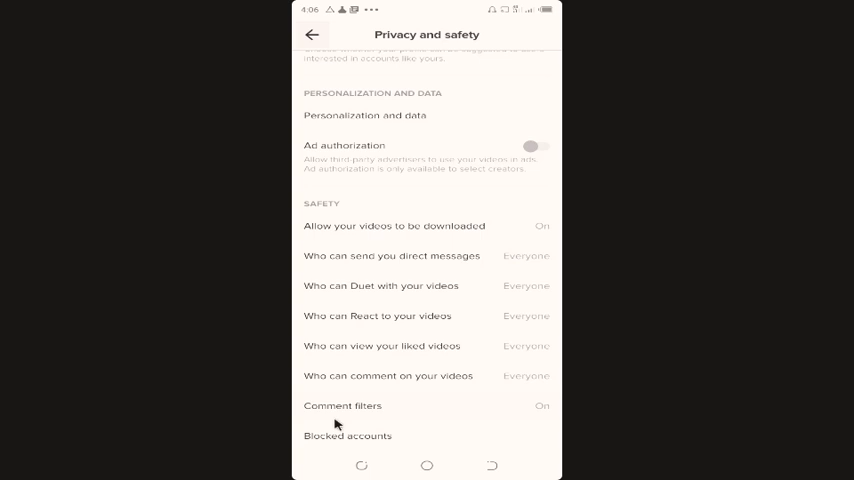 4:06
Privacy and safety
interested in accounts like yours.
PERSONALIZATION AND DATA
Personalization and data
Ad authorization
Allow third-party advertisers to use your videos in ads.
Ad authorization is only available to select creators.
SAFETY
Allow your videos to be downloaded On
Who can send you direct messages Everyone
Who can Duet with your videos Everyone
Who can React to your videos Everyone
Who can view your liked videos Everyone
Who can comment on your videos Everyone
Comment filters On
Blocked accounts